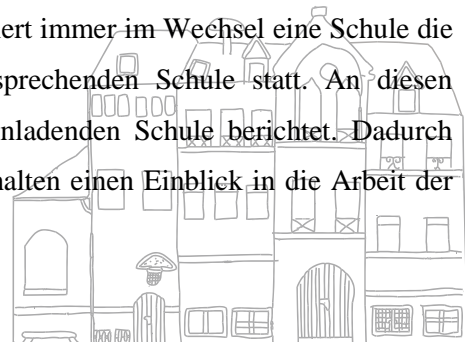 ert immer im Wechsel eine Schule die
sprechenden Schule statt. An diesen
nladenden Schule berichtet. Dadurch
halten einen Einblick in die Arbeit der